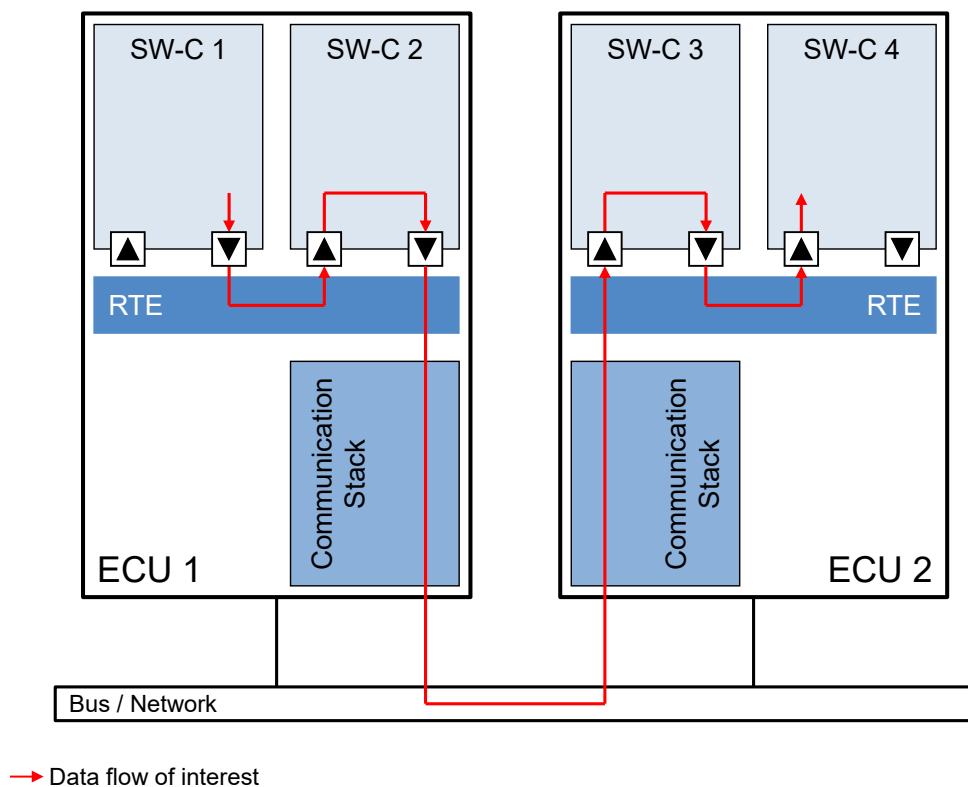 SW-C 1
SW-C 2
SW-C 3
SW-C 4
RTE
RTE
Communication
Stack
Communication
Stack
ECU 1
ECU 2
Bus / Network
Data flow of interest